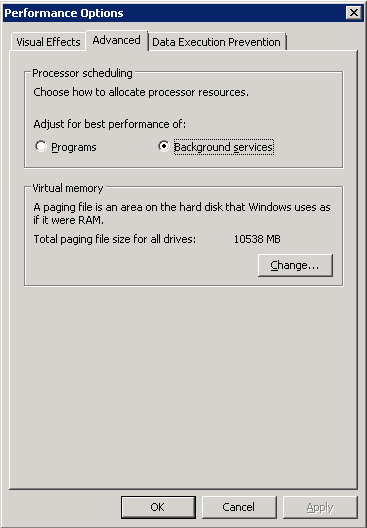 Performance Options
Visual Effects Advanced Data Execution Prevention
Processor scheduling
Choose how to allocate processor resources.
Adjust for best performance of:
Programs Background services
Virtual memory
A paging file is an area on the hard disk that Windows uses as
if it were RAM.
Total paging file size for all drives: 10538 MB
Change...
OK Cancel Apply